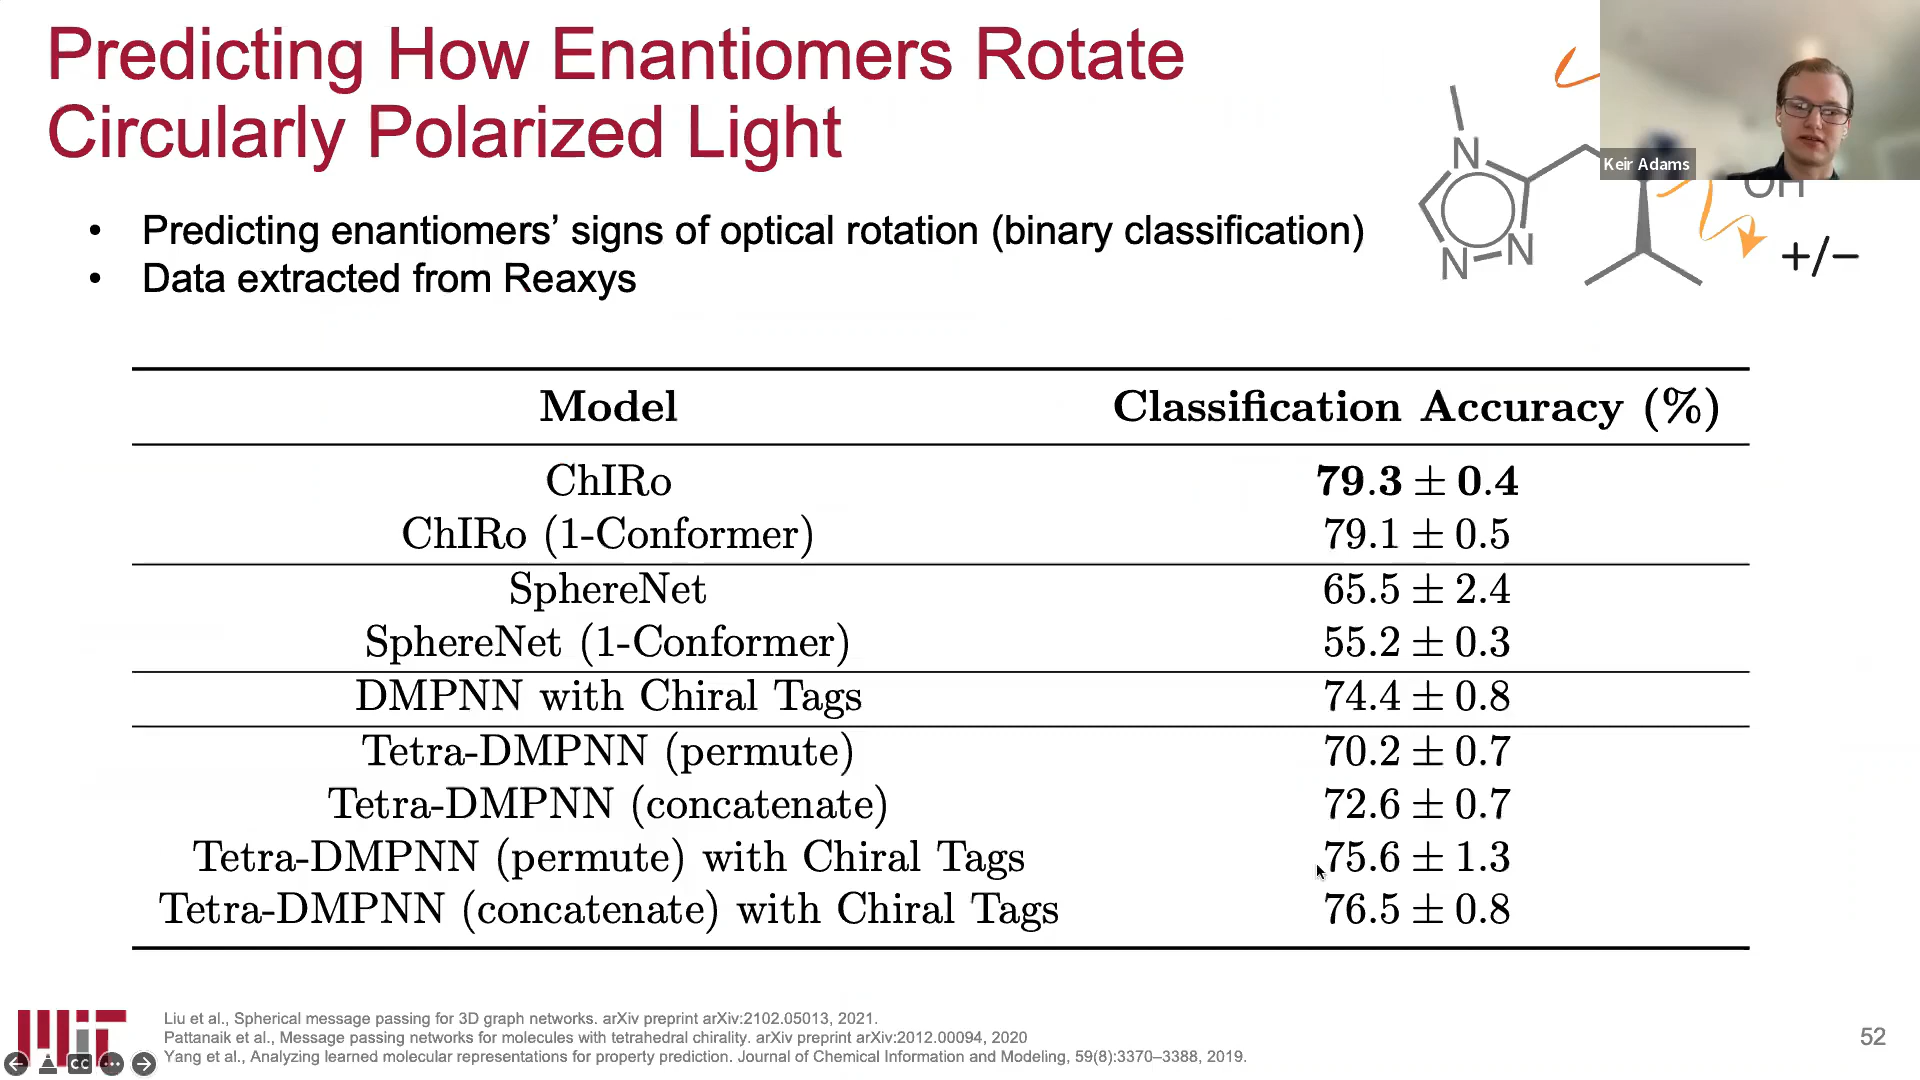 Predicting How Enantiomers Rotate
Circularly Polarized Light
Keir Adams
N
OH
N
N
+/−
• Predicting enantiomers’ signs of optical rotation (binary classification)
• Data extracted from Reaxys
Model Classification Accuracy (%)
ChIRo 79.3 ± 0.4
ChIRo (1-Conformer) 79.1 ± 0.5
SphereNet 65.5 ± 2.4
SphereNet (1-Conformer) 55.2 ± 0.3
DMPNN with Chiral Tags 74.4 ± 0.8
Tetra-DMPNN (permute) 70.2 ± 0.7
Tetra-DMPNN (concatenate) 72.6 ± 0.7
Tetra-DMPNN (permute) with Chiral Tags 75.6 ± 1.3
Tetra-DMPNN (concatenate) with Chiral Tags 76.5 ± 0.8
MIT
CC
Liu et al., Spherical message passing for 3D graph networks. arXiv preprint arXiv:2102.05013, 2021.
Pattanaik et al., Message passing networks for molecules with tetrahedral chirality. arXiv preprint arXiv:2012.00094, 2020
Yang et al., Analyzing learned molecular representations for property prediction. Journal of Chemical Information and Modeling, 59(8):3370–3388, 2019.
52